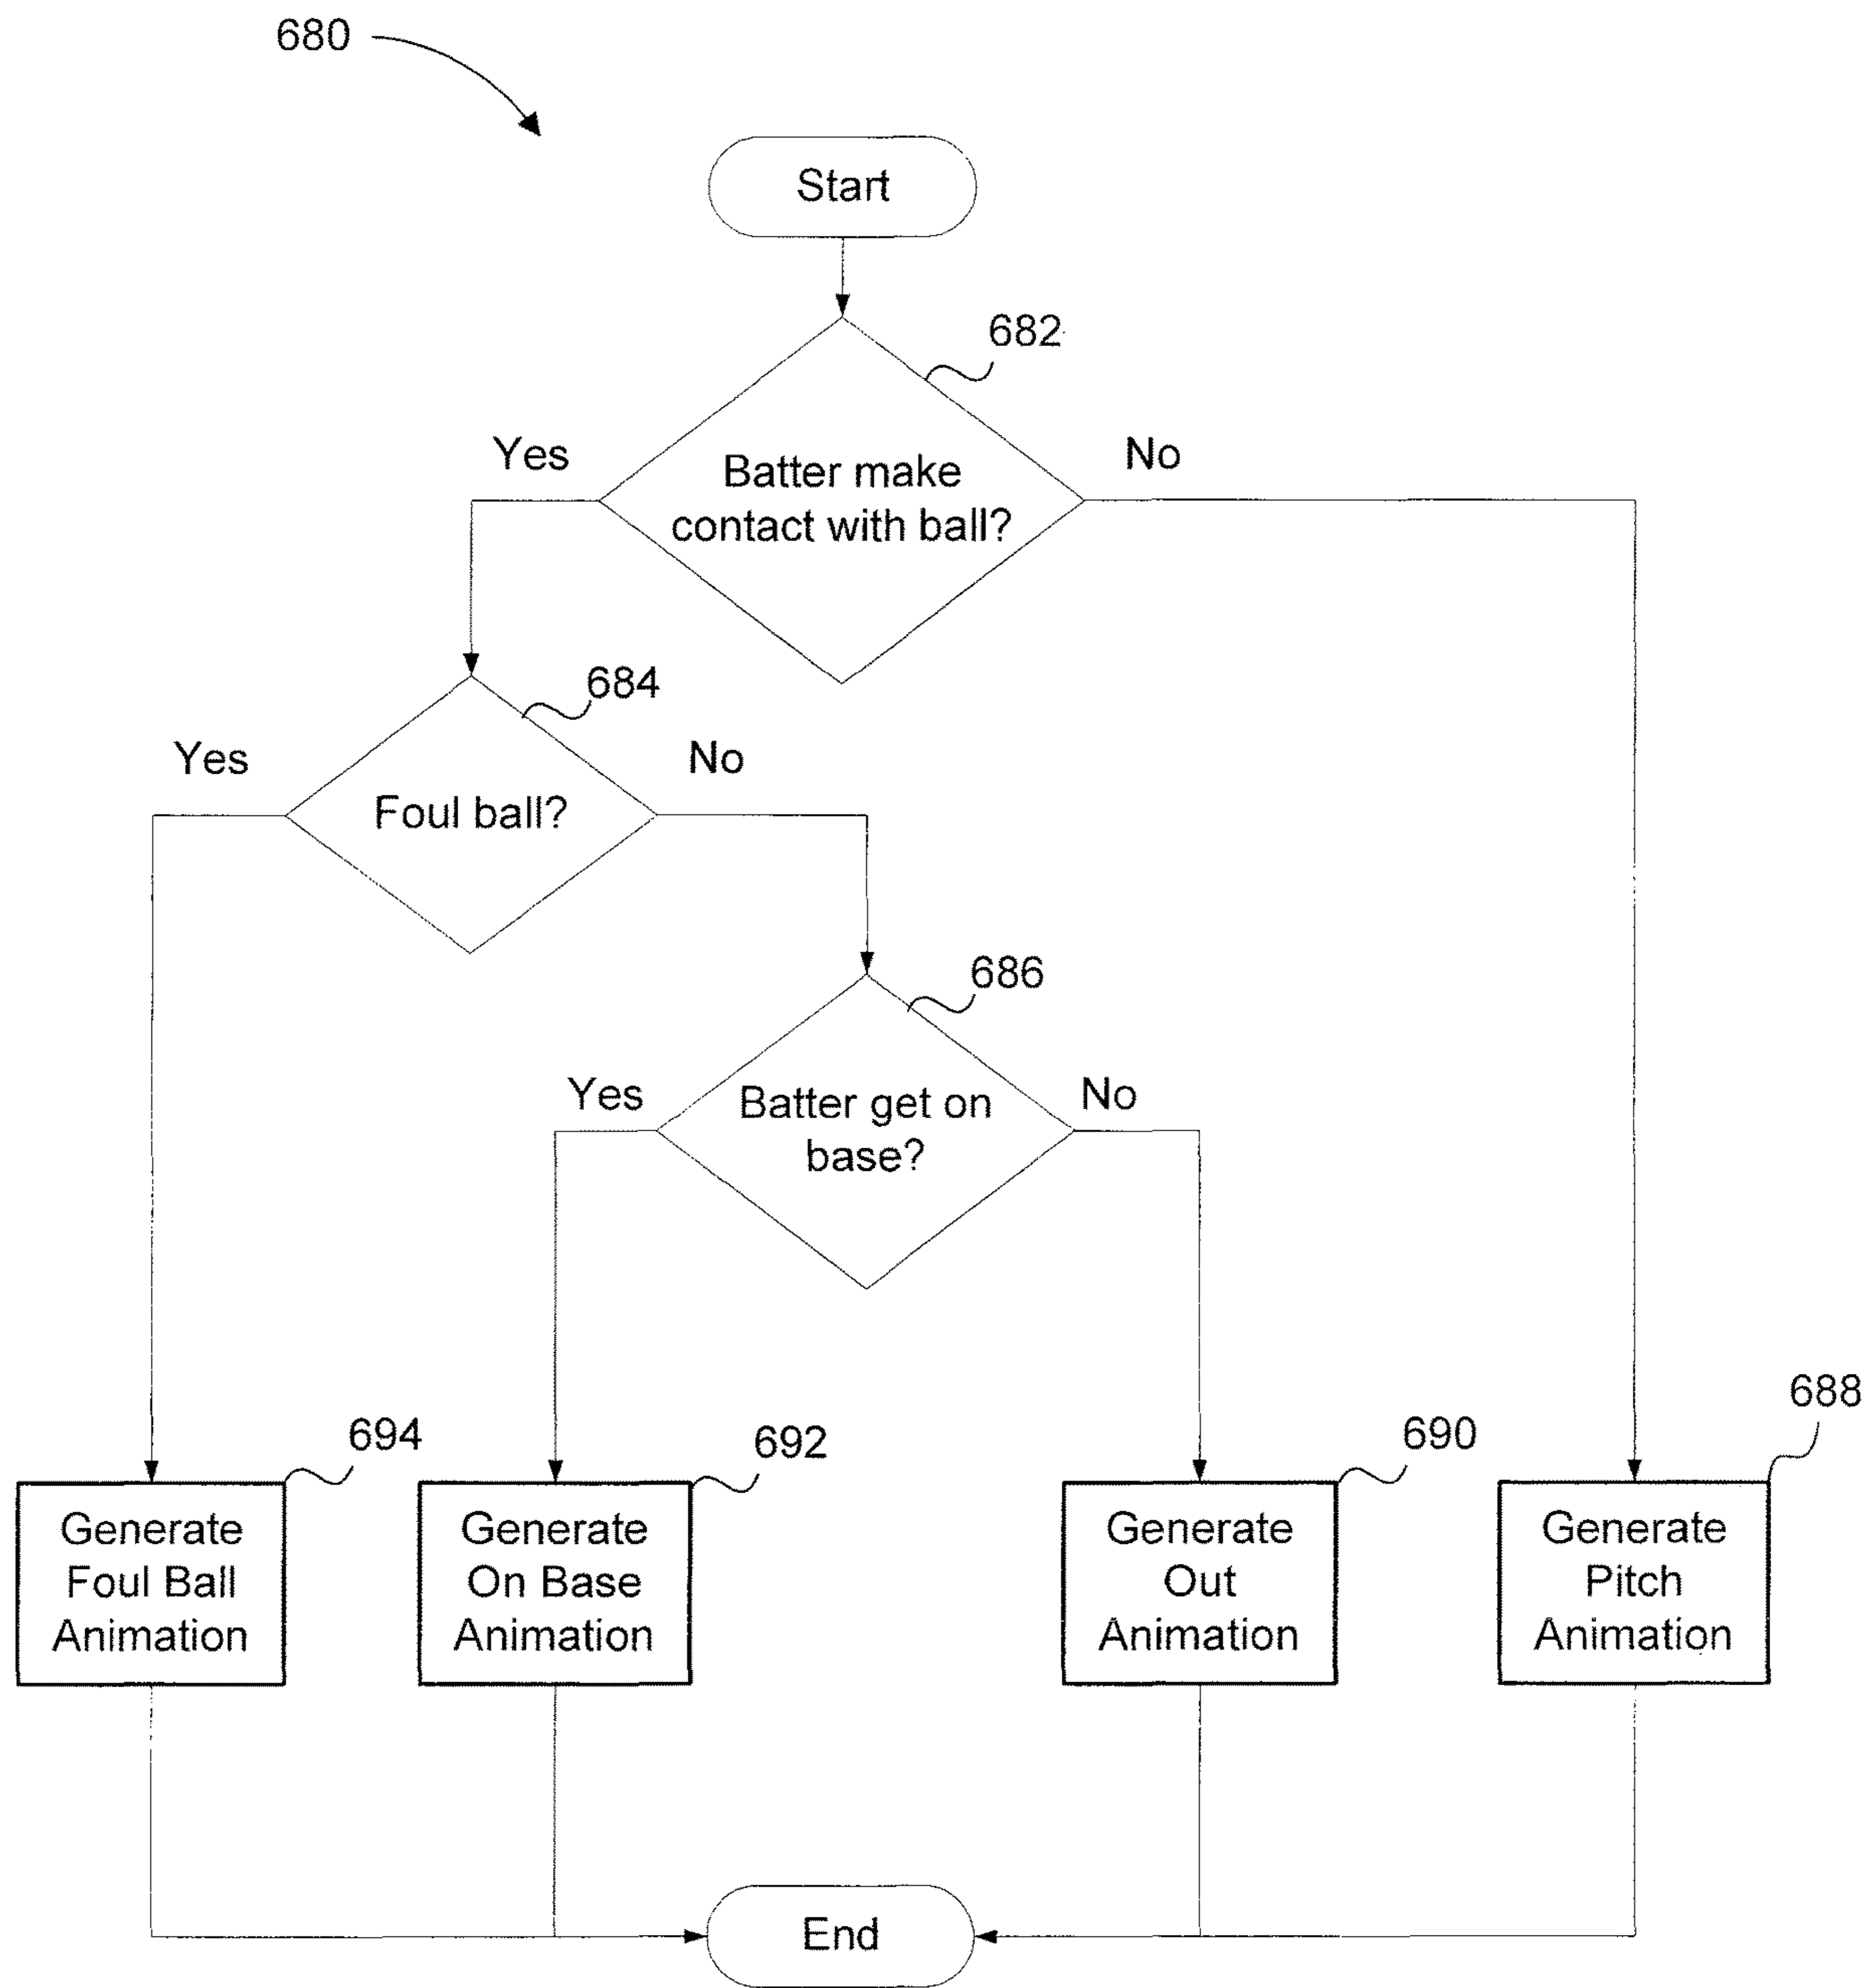 680
Start
682
Yes
No
Batter make
contact with ball?
684
Yes
No
Foul ball?
686
Yes
No
Batter get on
base?
688
694
692
690
Generate
Foul Ball
Animation
Generate
On Base
Animation
Generate
Out
Animation
Generate
Pitch
Animation
End